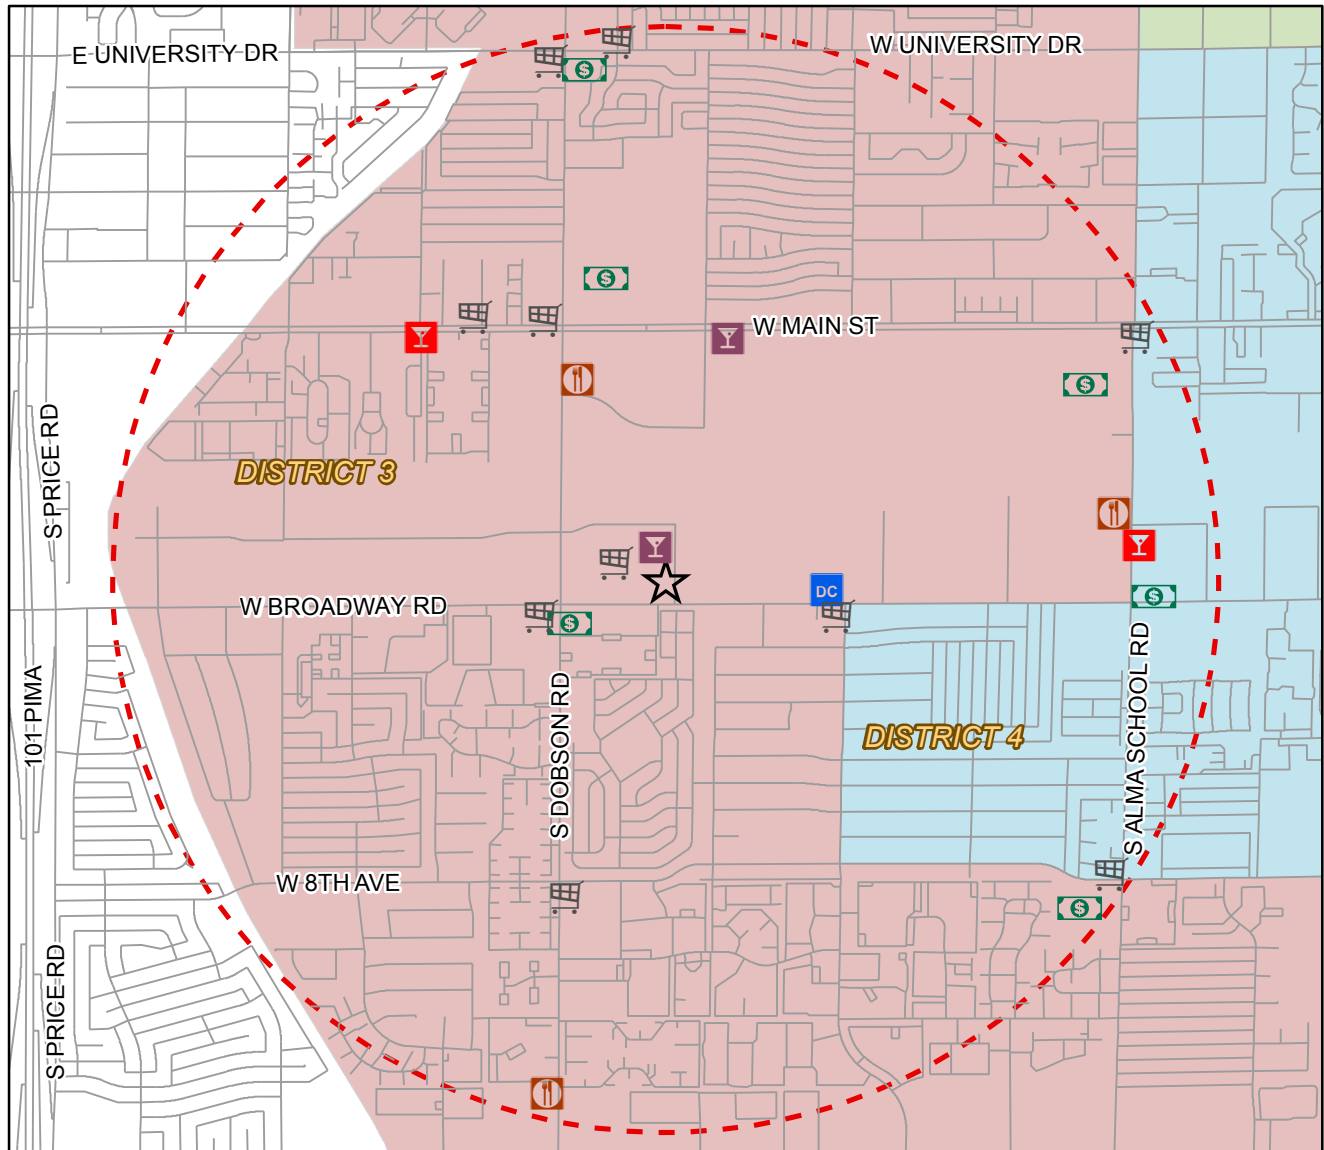 E UNIVERSITY DR
W UNIVERSITY DR
$
$
W MAIN ST
$
S PRICE RD
DISTRICT 3
DC
$
W BROADWAY RD
$
101 PIMA
S DOBSON RD
DISTRICT 4
S ALMA SCHOOL RD
W 8TH AVE
$
S PRICE RD